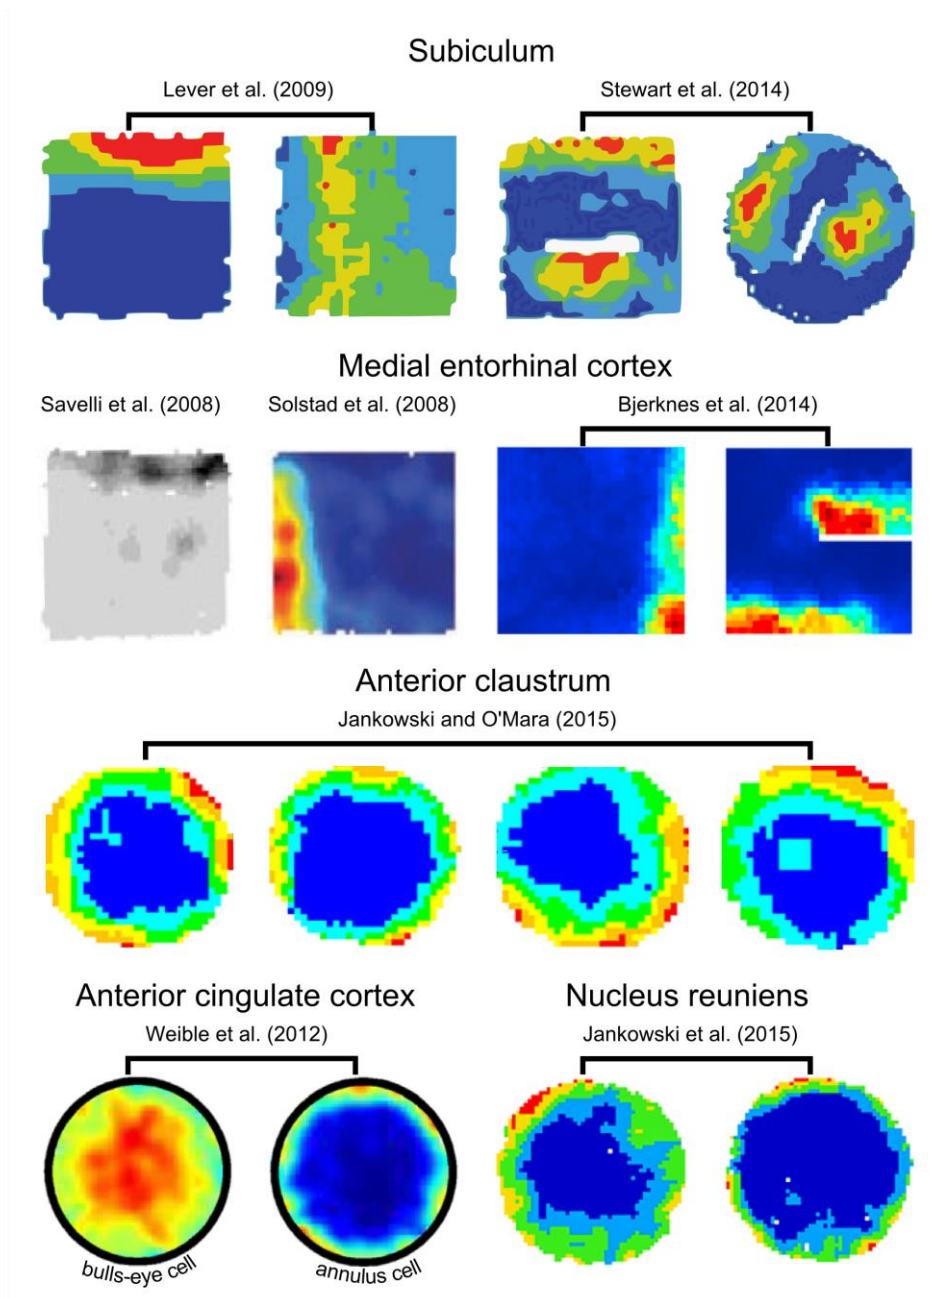 Subiculum
Lever et al. (2009)
Stewart et al. (2014)
Medial entorhinal cortex
Savelli et al. (2008)
Solstad et al. (2008)
Bjerknes et al. (2014)
Anterior claustrum
Jankowski and O'Mara (2015)
Anterior cingulate cortex
Nucleus reuniens
Weible et al. (2012)
Jankowski et al. (2015)
bulls-eye cell
annulus cell